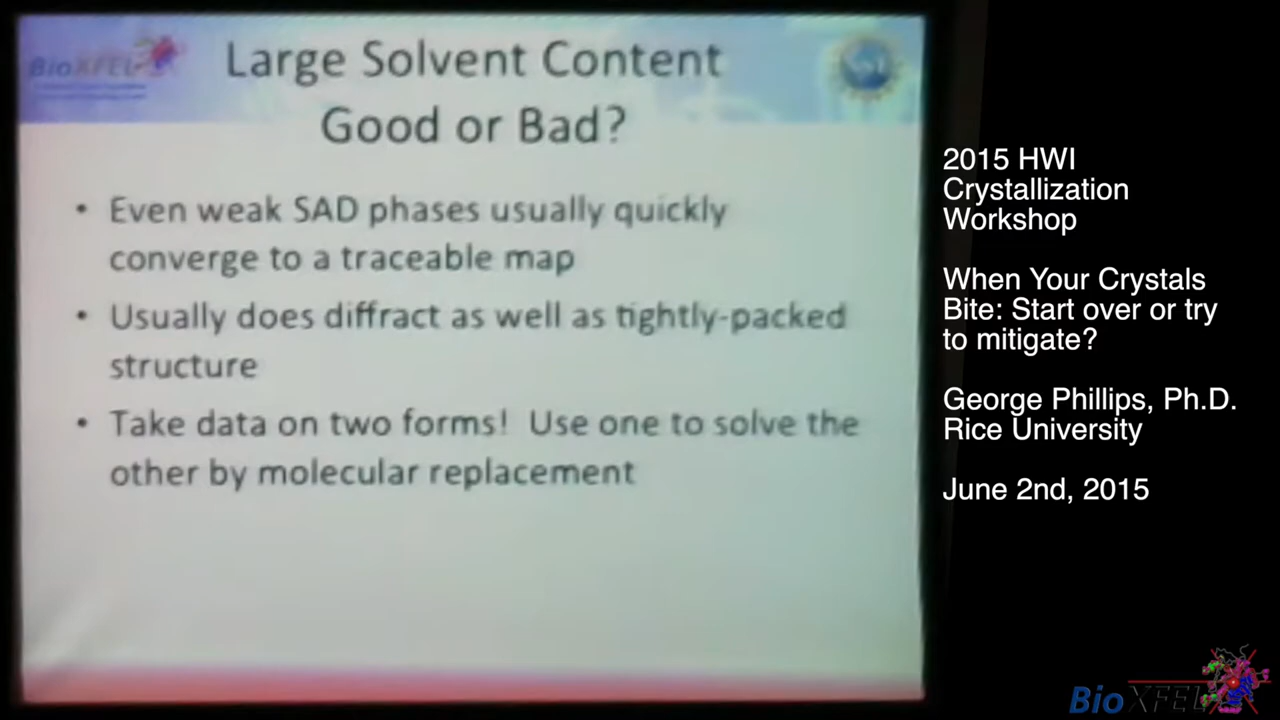 BioXFEL
Large Solvent Content
Good or Bad?
• Even weak SAD phases usually quickly
converge to a traceable map
• Usually does diffract as well as tightly-packed
structure
• Take data on two forms!  Use one to solve the
other by molecular replacement
2015 HWI
Crystallization
Workshop
When Your Crystals
Bite: Start over or try
to mitigate?
George Phillips, Ph.D.
Rice University
June 2nd, 2015
BioXFEL